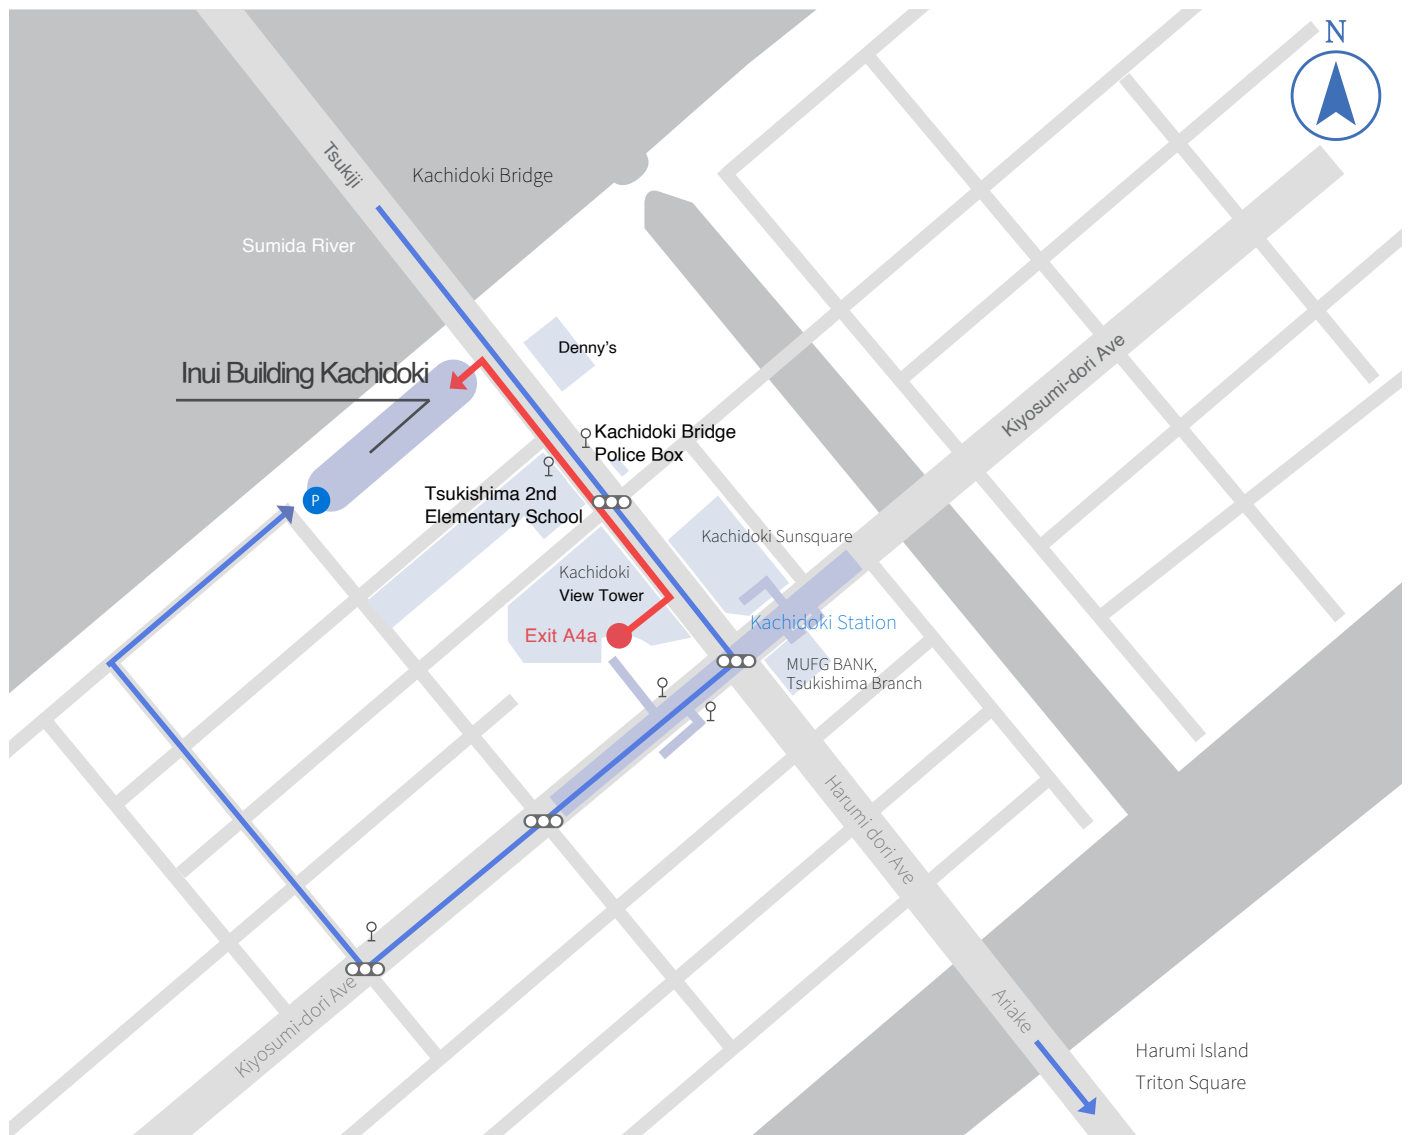 N
Tsukiji
Kachidoki Bridge
Sumida River
Denny's
Inui Building Kachidoki
Kiyosumi-dori Ave
Kachidoki Bridge
Police Box
P
Tsukishima 2nd
Elementary School
Kachidoki Sunsquare
Kachidoki
View Tower
Exit A4a
Kachidoki Station
MUFG BANK,
Tsukishima Branch
Harumi dori Ave
Kiyosumi-dori Ave
Ariake
Harumi Island
Triton Square